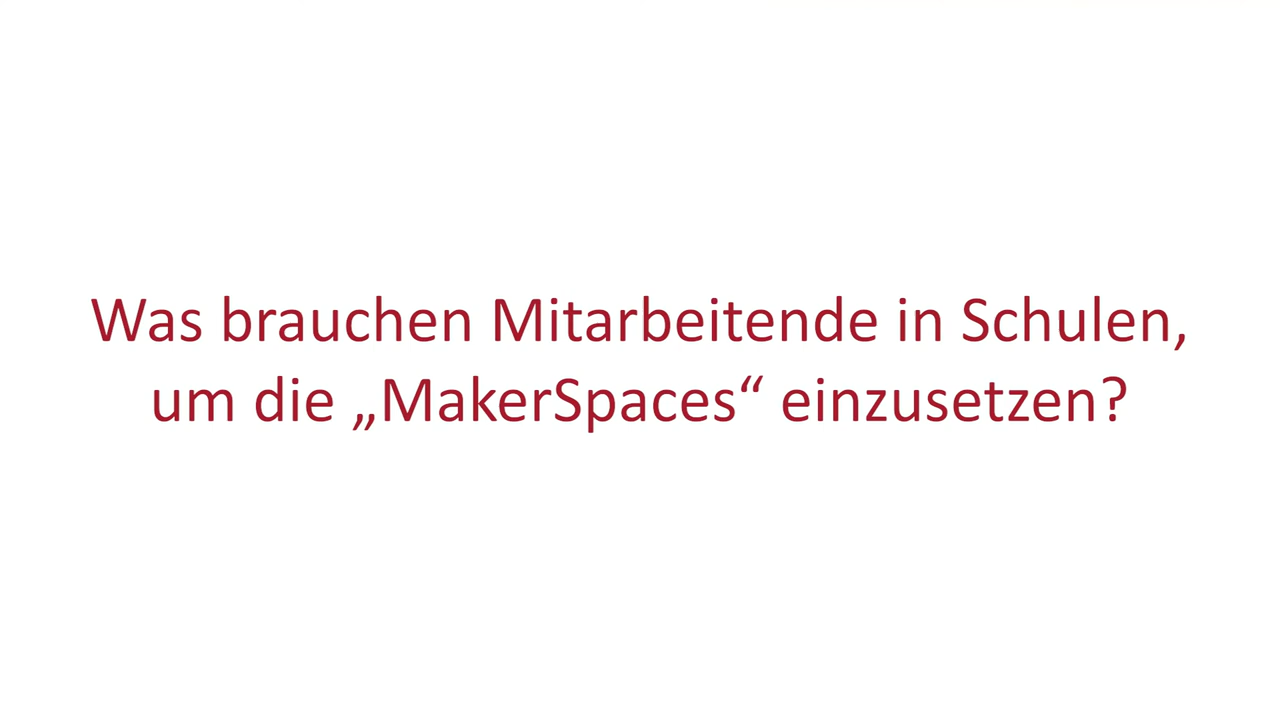 Was brauchen Mitarbeitende in Schulen,
um die „MakerSpaces“ einzusetzen?